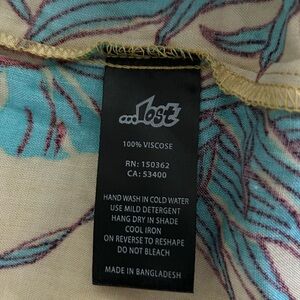 ...lost
100% VISCOSE
RN: 150362
CA: 53400
HAND WASH IN COLD WATER
USE MILD DETERGENT
HANG DRY IN SHADE
COOL IRON
ON REVERSE TO RESHAPE
DO NOT BLEACH
MADE IN BANGLADESH